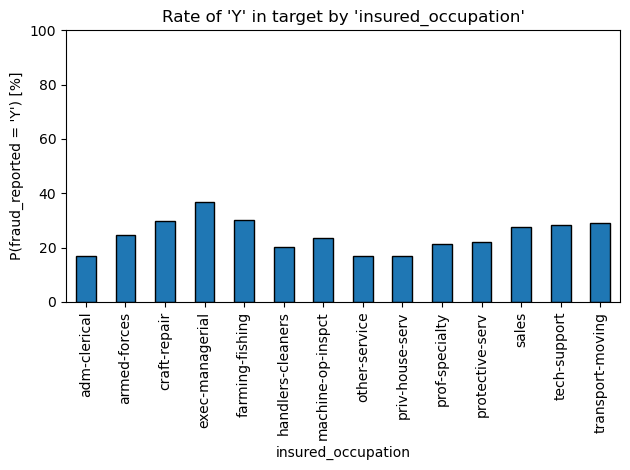 Rate of 'Y' in target by 'insured_occupation'
P(fraud_reported = 'Y') [%]
100
80
60
40
20
0
adm-clerical
armed-forces
craft-repair
exec-managerial
farming-fishing
handlers-cleaners
machine-op-inspct
other-service
priv-house-serv
prof-specialty
protective-serv
sales
tech-support
transport-moving
insured_occupation